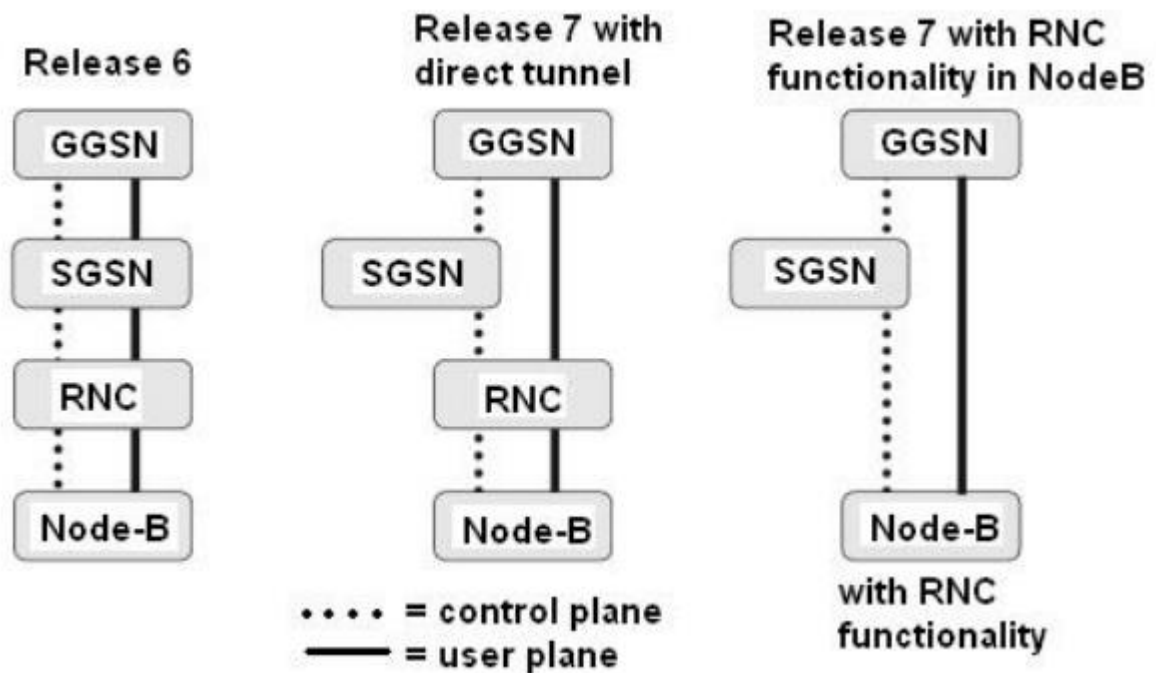 Release 6
GGSN
SGSN
RNC
Node-B
Release 7 with
direct tunnel
GGSN
SGSN
RNC
Node-B
Release 7 with RNC
functionality in NodeB
GGSN
SGSN
Node-B
with RNC
functionality
= control plane
= user plane